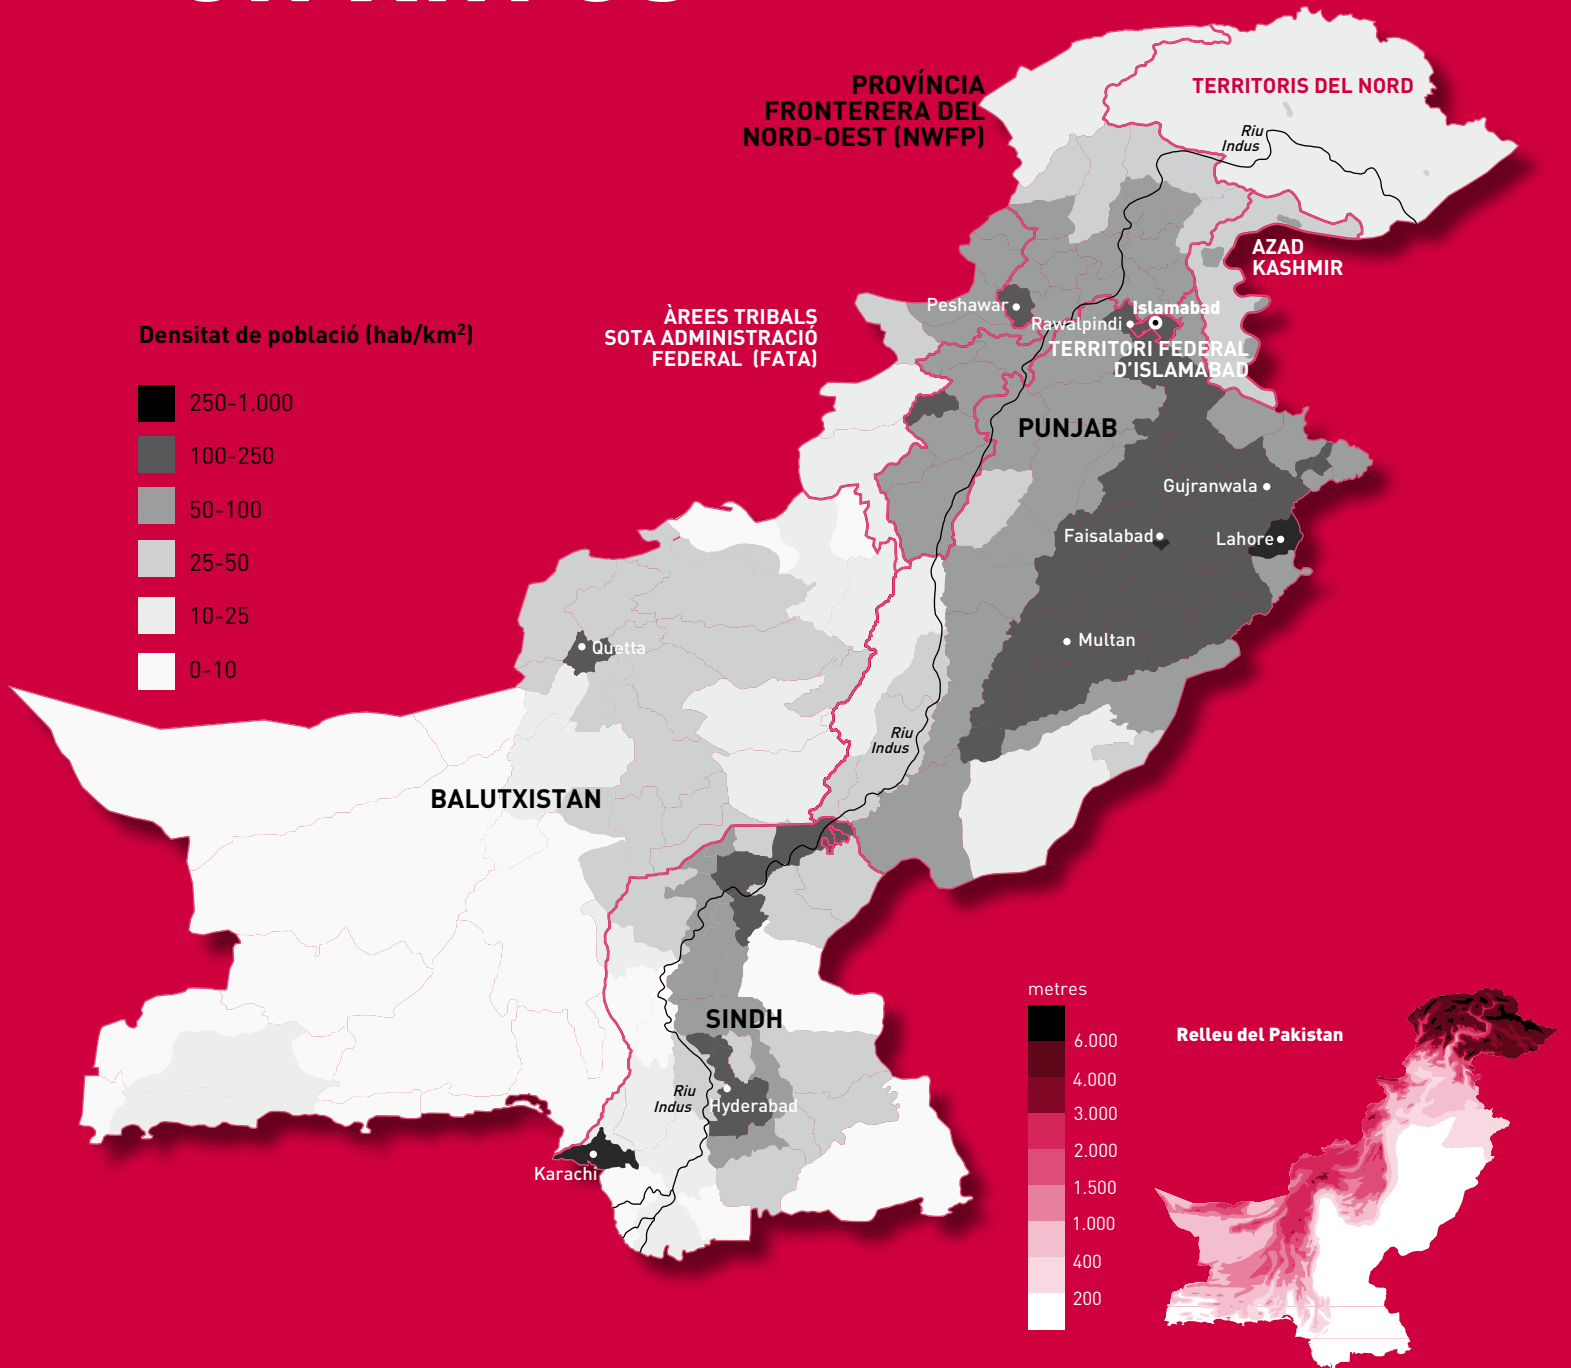 PROVÍNCIA
FRONTERERA DEL
NORD-OEST (NWFP)
TERRITORIS DEL NORD
Riu
Indus
AZAD
KASHMIR
Peshawar
Islamabad
Rawalpindi
TERRITORI FEDERAL
D'ISLAMABAD
ÀREES TRIBALS
SOTA ADMINISTRACIÓ
FEDERAL (FATA)
Densitat de població (hab/km²)
250-1.000
100-250
50-100
25-50
10-25
0-10
PUNJAB
Gujranwala
Faisalabad
Lahore
Multan
Quetta
Riu
Indus
BALUTXISTAN
SINDH
Riu
Indus
Hyderabad
Karachi
metres
6.000
4.000
3.000
2.000
1.500
1.000
400
200
Relleu del Pakistan